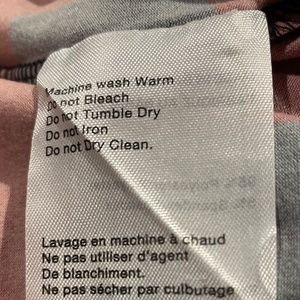 Machine wash Warm
Do not Bleach
Do not Tumble Dry
Do not Iron
Do not Dry Clean.
Lavage en machine à chaud
Ne pas utiliser d'agent
De blanchiment.
Ne pas sécher par culbutage